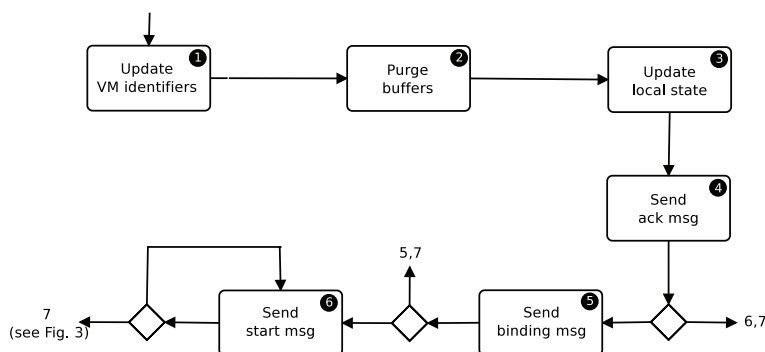 1
Update
VM identifiers
2
Purge
buffers
3
Update
local state
4
Send
ack msg
5,7
7
(see Fig. 3)
6
Send
start msg
5
Send
binding msg
6,7